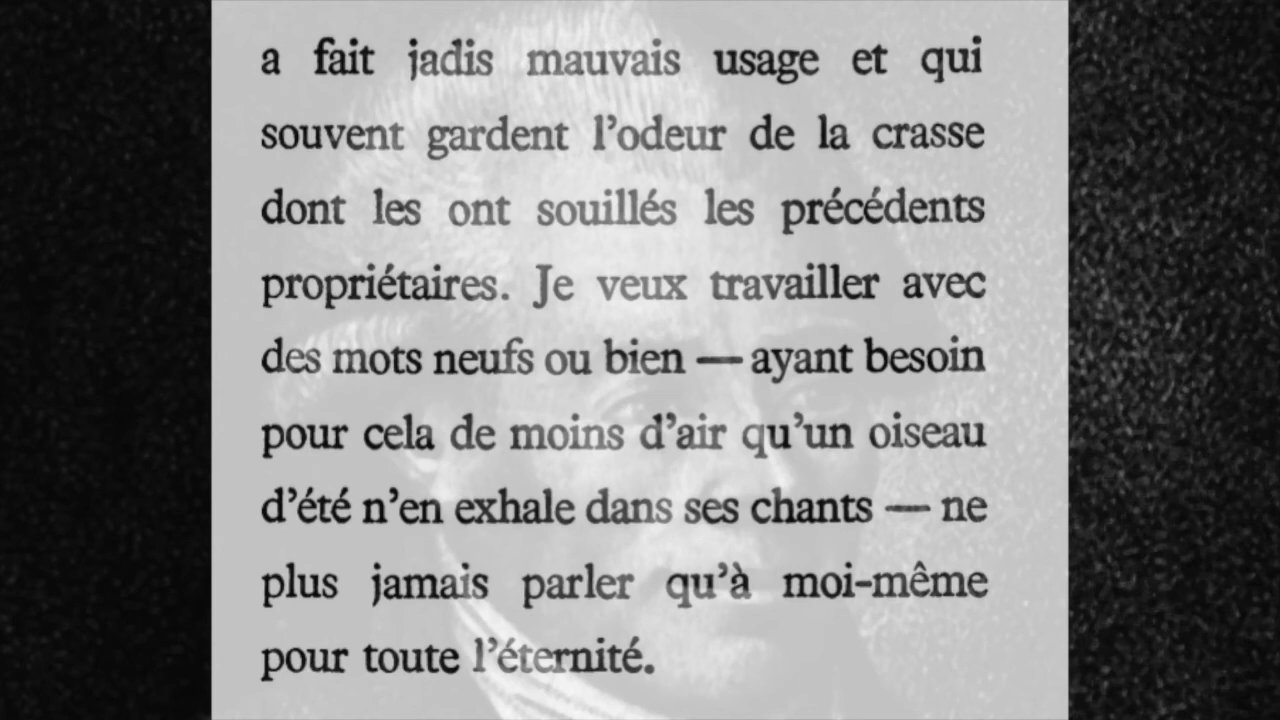 a fait jadis mauvais usage et qui
souvent gardent l’odeur de la crasse
dont les ont souillés les précédents
propriétaires. Je veux travailler avec
des mots neufs ou bien — ayant besoin
pour cela de moins d’air qu’un oiseau
d’été n’en exhale dans ses chants — ne
plus jamais parler qu’à moi-même
pour toute l’éternité.